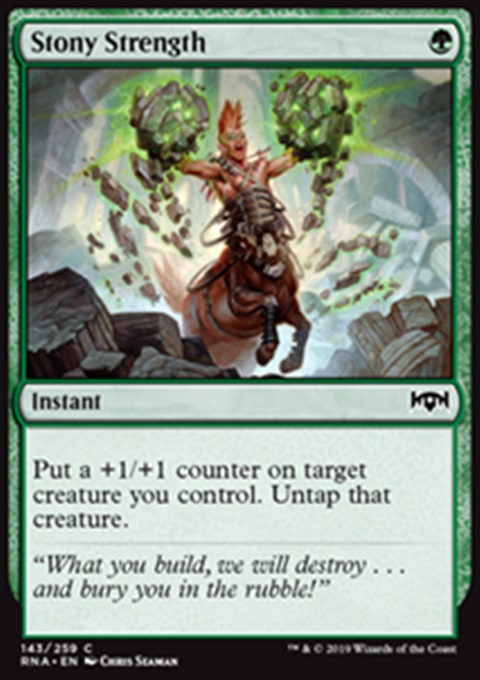 Stony Strength
Instant
Put a +1/+1 counter on target
creature you control. Untap that
creature.
“What you build, we will destroy . . .
and bury you in the rubble!”
143/259 C
RNA • EN Chris Seaman
™ & © 2019 Wizards of the Coast